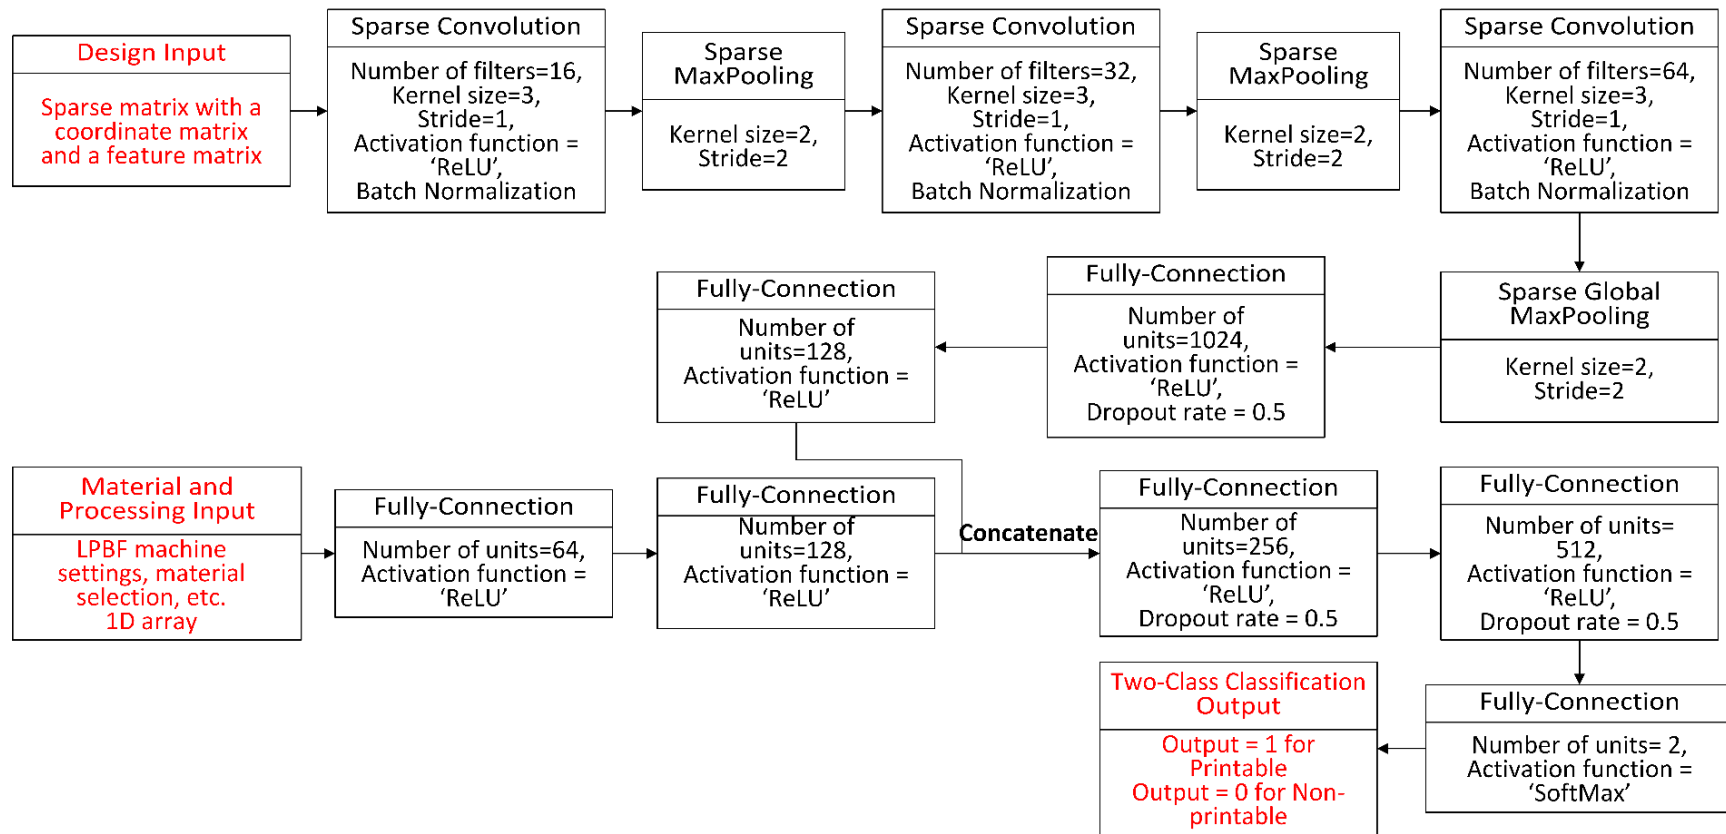 Design Input
Sparse matrix with a
coordinate matrix
and a feature matrix
Sparse Convolution
Number of filters=16,
Kernel size=3,
Stride=1,
Activation function =
‘ReLU’,
Batch Normalization
Sparse
MaxPooling
Kernel size=2,
Stride=2
Sparse Convolution
Number of filters=32,
Kernel size=3,
Stride=1,
Activation function =
‘ReLU’,
Batch Normalization
Sparse
MaxPooling
Kernel size=2,
Stride=2
Sparse Convolution
Number of filters=64,
Kernel size=3,
Stride=1,
Activation function =
‘ReLU’,
Batch Normalization
Sparse Global
MaxPooling
Kernel size=2,
Stride=2
Fully-Connection
Number of
units=1024,
Activation function =
‘ReLU’,
Dropout rate = 0.5
Fully-Connection
Number of
units=128,
Activation function =
‘ReLU’
Material and
Processing Input
LPBF machine
settings, material
selection, etc.
1D array
Fully-Connection
Number of units=64,
Activation function =
‘ReLU’
Fully-Connection
Number of
units=128,
Activation function =
‘ReLU’
Concatenate
Fully-Connection
Number of
units=256,
Activation function =
‘ReLU’,
Dropout rate = 0.5
Fully-Connection
Number of units=
512,
Activation function =
‘ReLU’,
Dropout rate = 0.5
Fully-Connection
Number of units= 2,
Activation function =
‘SoftMax’
Two-Class Classification
Output
Output = 1 for
Printable
Output = 0 for Non-
printable